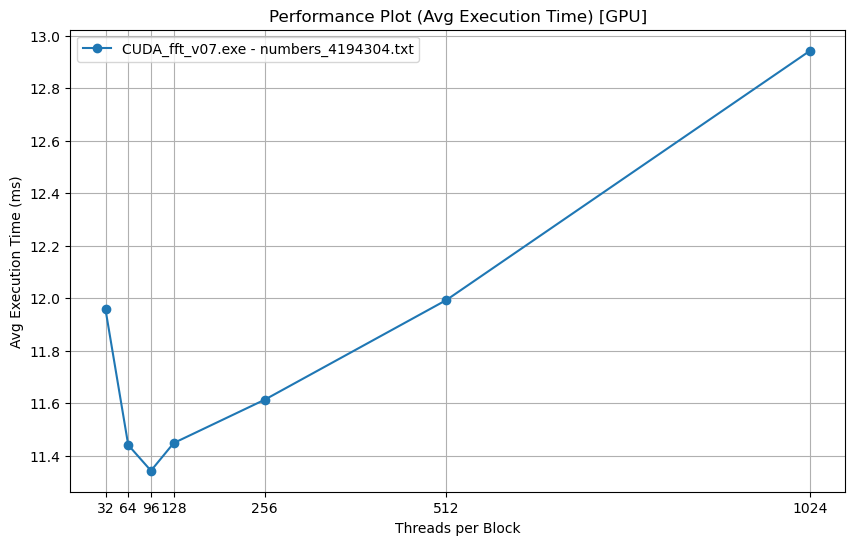 Performance Plot (Avg Execution Time) [GPU]
CUDA_fft_v07.exe - numbers_4194304.txt
Avg Execution Time (ms)
13.0
12.8
12.6
12.4
12.2
12.0
11.8
11.6
11.4
32 64 96 128 256 512 1024
Threads per Block